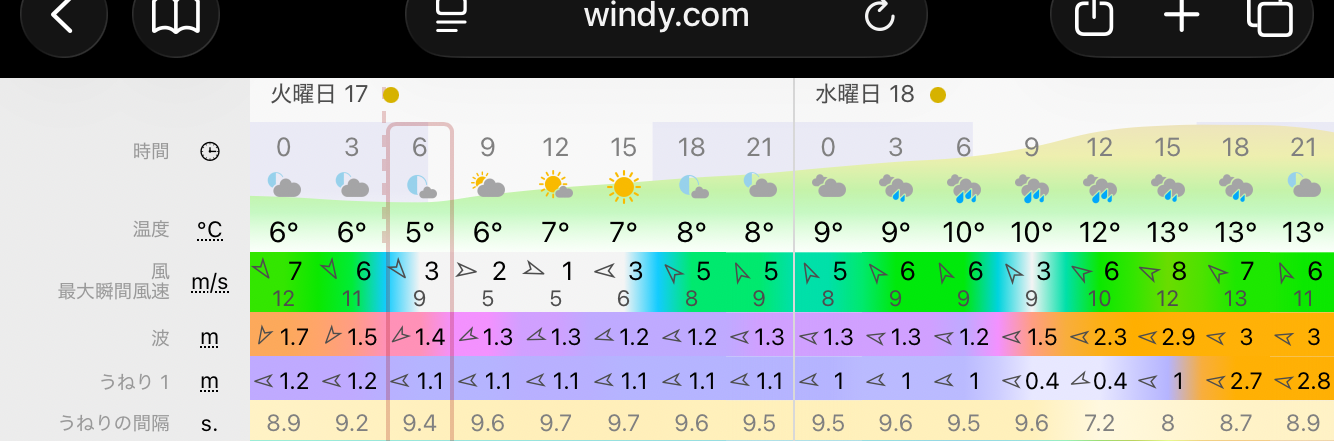 windy.com
火曜日 17 水曜日 18
時間 0 3 6 9 12 15 18 21 0 3 6 9 12 15 18 21
温度 °C 6° 6° 5° 6° 7° 7° 8° 8° 9° 9° 10° 10° 12° 13° 13° 13°
風 m/s 7 6 3 2 1 3 5 5 5 6 6 3 6 8 7 6
最大瞬間風速 12 11 9 5 5 6 8 9 8 9 9 9 10 12 13 11
波 m 1.7 1.5 1.4 1.3 1.3 1.2 1.2 1.3 1.3 1.3 1.2 1.5 2.3 2.9 3 3
うねり 1 m 1.2 1.2 1.1 1.1 1.1 1.1 1.1 1.1 1 1 1 0.4 0.4 1 2.7 2.8
うねりの間隔 s. 8.9 9.2 9.4 9.6 9.7 9.7 9.6 9.5 9.5 9.6 9.5 9.6 7.2 8 8.7 8.9